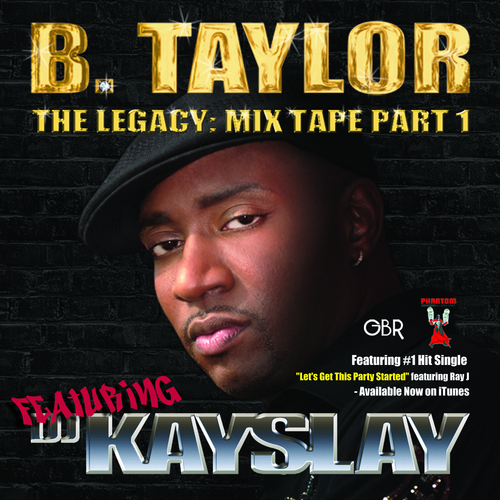 B. TAYLOR
THE LEGACY: MIX TAPE PART 1
PHANTOM
GBR
Featuring #1 Hit Single
"Let's Get This Party Started" featuring Ray J
- Available Now on iTunes
FEATURING
DJ KAYSLAY